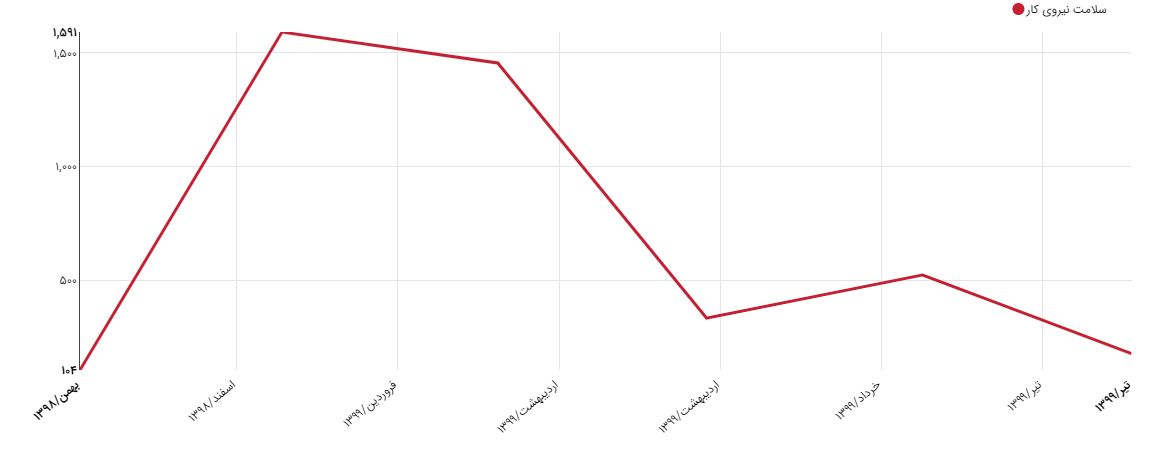 سلامت نیروی کار
۱,۵۹۱
۱,۵۰۰
۱,۰۰۰
۵۰۰
۱۰۴
بهمن/۱۳۹۸
اسفند/۱۳۹۸
فروردین/۱۳۹۹
اردیبهشت/۱۳۹۹
اردیبهشت/۱۳۹۹
خرداد/۱۳۹۹
تیر/۱۳۹۹
تیر/۱۳۹۹